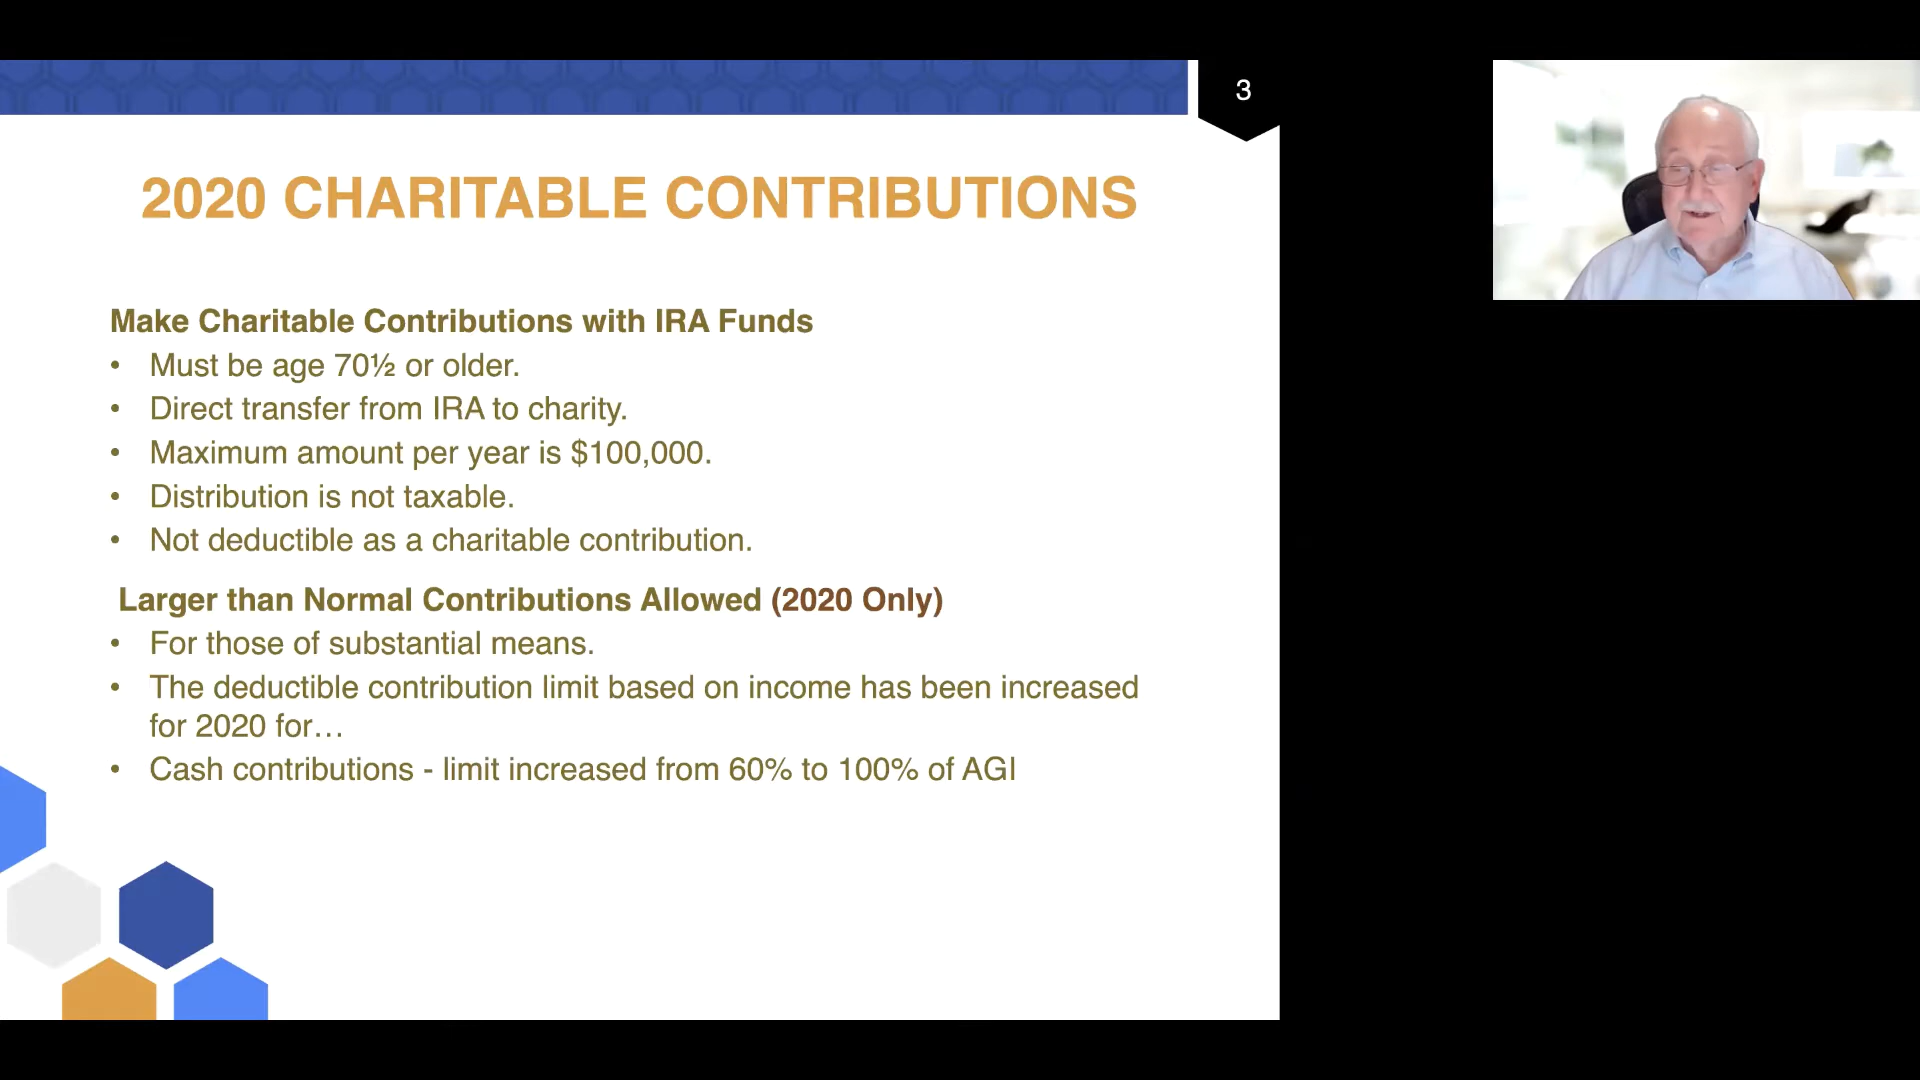 3
2020 CHARITABLE CONTRIBUTIONS
Make Charitable Contributions with IRA Funds
• Must be age 70½ or older.
• Direct transfer from IRA to charity.
• Maximum amount per year is $100,000.
• Distribution is not taxable.
• Not deductible as a charitable contribution.
Larger than Normal Contributions Allowed (2020 Only)
• For those of substantial means.
• The deductible contribution limit based on income has been increased
for 2020 for…
• Cash contributions - limit increased from 60% to 100% of AGI